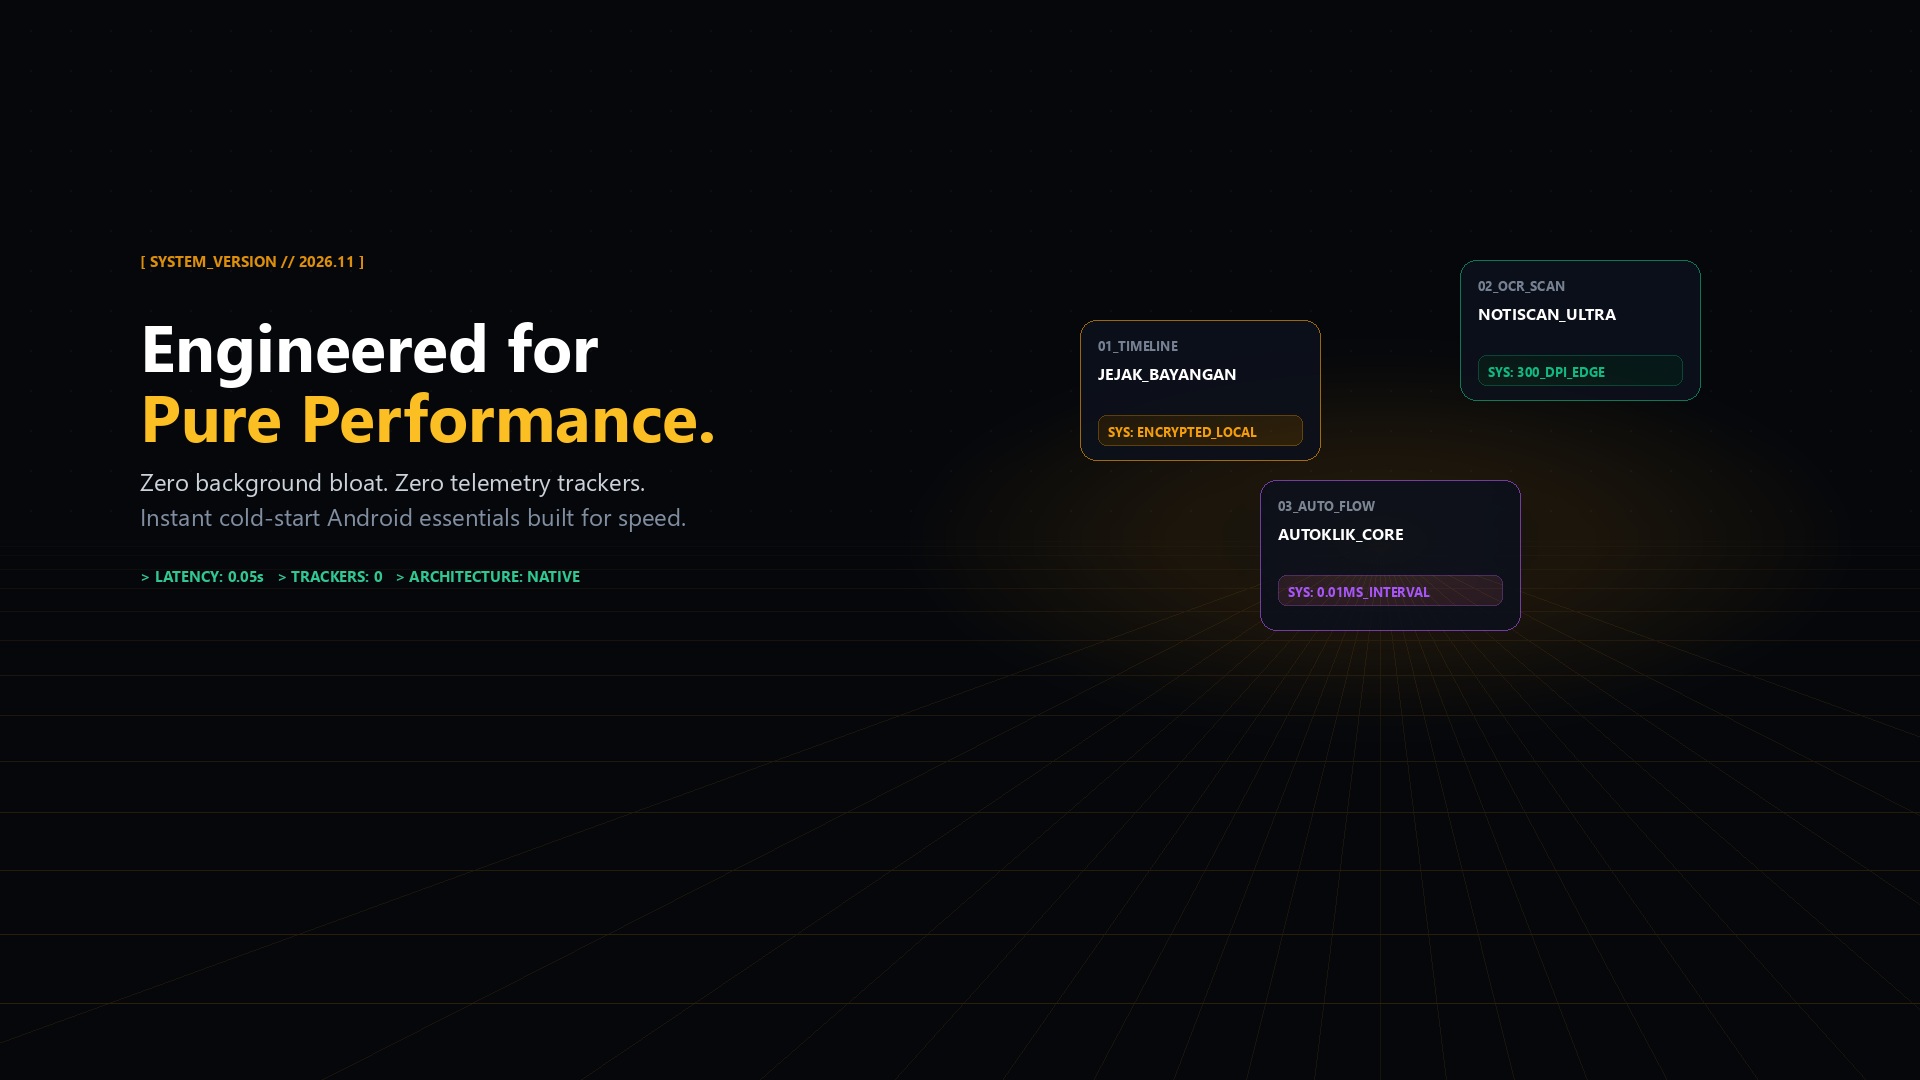 [ SYSTEM_VERSION // 2026.11 ]
Engineered for
Pure Performance.
Zero background bloat. Zero telemetry trackers.
Instant cold-start Android essentials built for speed.
> LATENCY: 0.05s > TRACKERS: 0 > ARCHITECTURE: NATIVE
01_TIMELINE
JEJAK_BAYANGAN
SYS: ENCRYPTED_LOCAL
02_OCR_SCAN
NOTISCAN_ULTRA
SYS: 300_DPI_EDGE
03_AUTO_FLOW
AUTOKLIK_CORE
SYS: 0.01MS_INTERVAL